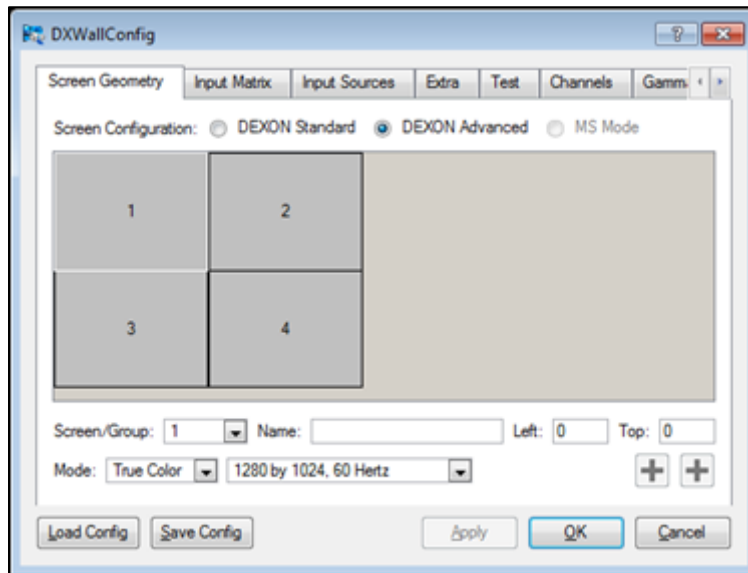 DXWallConfig
Screen Geometry Input Matrix Input Sources Extra Test Channels Gamm
Screen Configuration: DEXON Standard DEXON Advanced MS Mode
1 2
3 4
Screen/Group: 1 Name: Left: 0 Top: 0
Mode: True Color 1280 by 1024, 60 Hertz
Load Config Save Config Apply OK Cancel